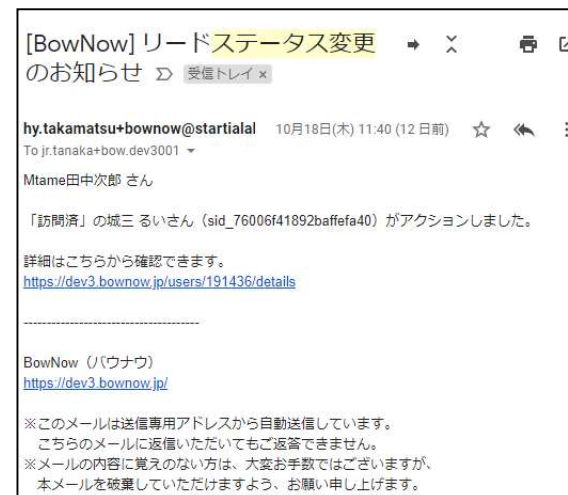 [BowNow] リードステータス変更
のお知らせ 受信トレイ ×
hy.takamatsu+bownow@startialal 10月18日(木) 11:40 (12 日前)
To jr.tanaka+bow.dev3001
Mtame田中次郎 さん
「訪問済」の城三 るいさん（sid_76006f41892baffefa40）がアクションしました。
詳細はこちらから確認できます。
https://dev3.bownow.jp/users/191436/details
--------------------------------------
BowNow（バウナウ）
https://dev3.bownow.jp/
※このメールは送信専用アドレスから自動送信しています。
こちらのメールに返信いただいてもご返答できません。
※メールの内容に覚えのない方は、大変お手数ではございますが、
本メールを破棄していただけますよう、お願い申し上げます。